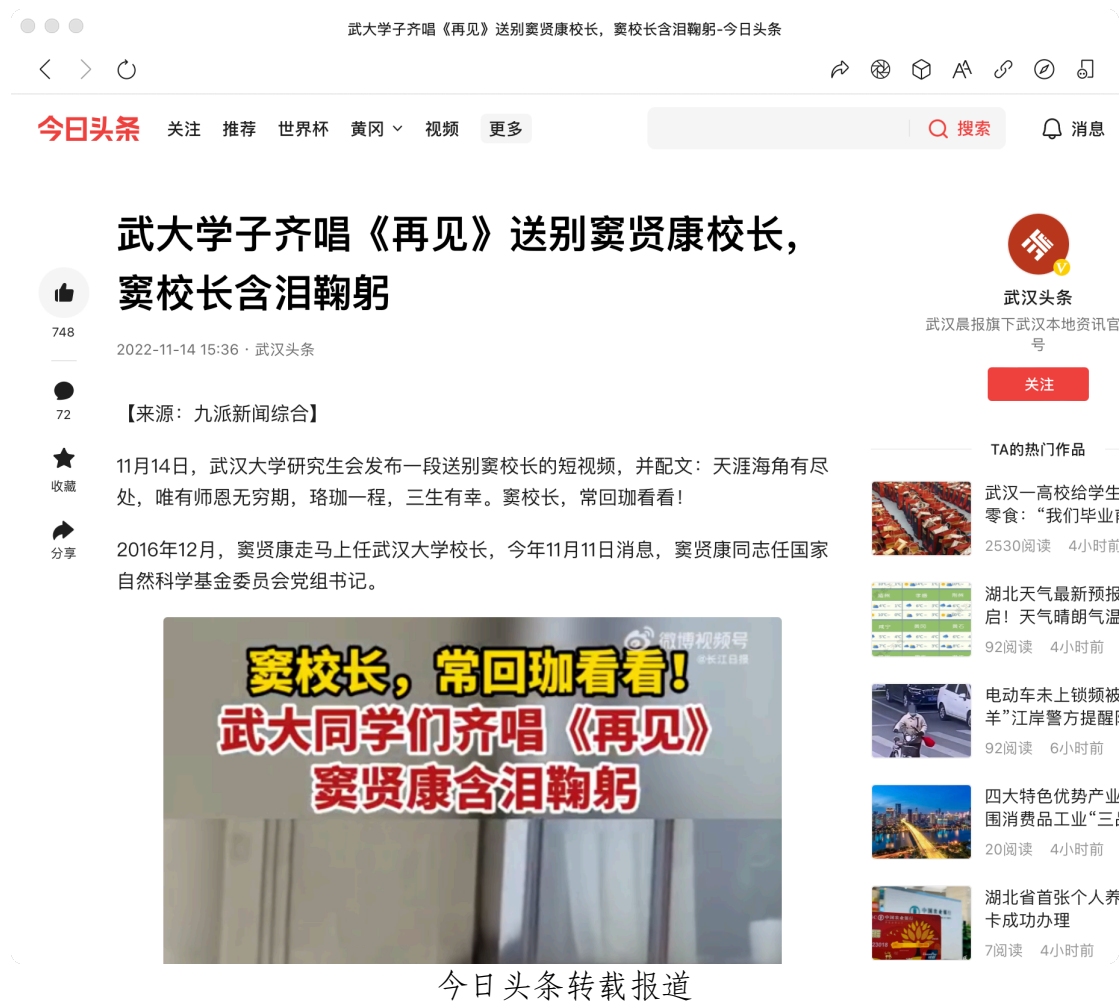 武大学子齐唱《再见》送别窦贤康校长，窦校长含泪鞠躬-今日头条
今日头条 关注 推荐 世界杯 黄冈 视频 更多 搜索 消息
武大学子齐唱《再见》送别窦贤康校长，
窦校长含泪鞠躬
2022-11-14 15:36 · 武汉头条
748
72
收藏
分享
【来源：九派新闻综合】
11月14日，武汉大学研究生会发布一段送别窦校长的短视频，并配文：天涯海角有尽
处，唯有师恩无穷期，珞珈一程，三生有幸。窦校长，常回珈看看！
2016年12月，窦贤康走马上任武汉大学校长，今年11月11日消息，窦贤康同志任国家
自然科学基金委员会党组书记。
微博视频号
@长江日报
窦校长，常回珈看看！
武大同学们齐唱《再见》
窦贤康含泪鞠躬
武汉头条
武汉晨报旗下武汉本地资讯官
号
关注
TA的热门作品
武汉一高校给学生
零食：“我们毕业
2530阅读 4小时前
湖北天气最新预报
启！天气晴朗气温
92阅读 4小时前
电动车未上锁频被
羊”江岸警方提醒
92阅读 6小时前
四大特色优势产业
围消费品工业“三
20阅读 4小时前
湖北省首张个人养
卡成功办理
7阅读 4小时前
今日头条转载报道